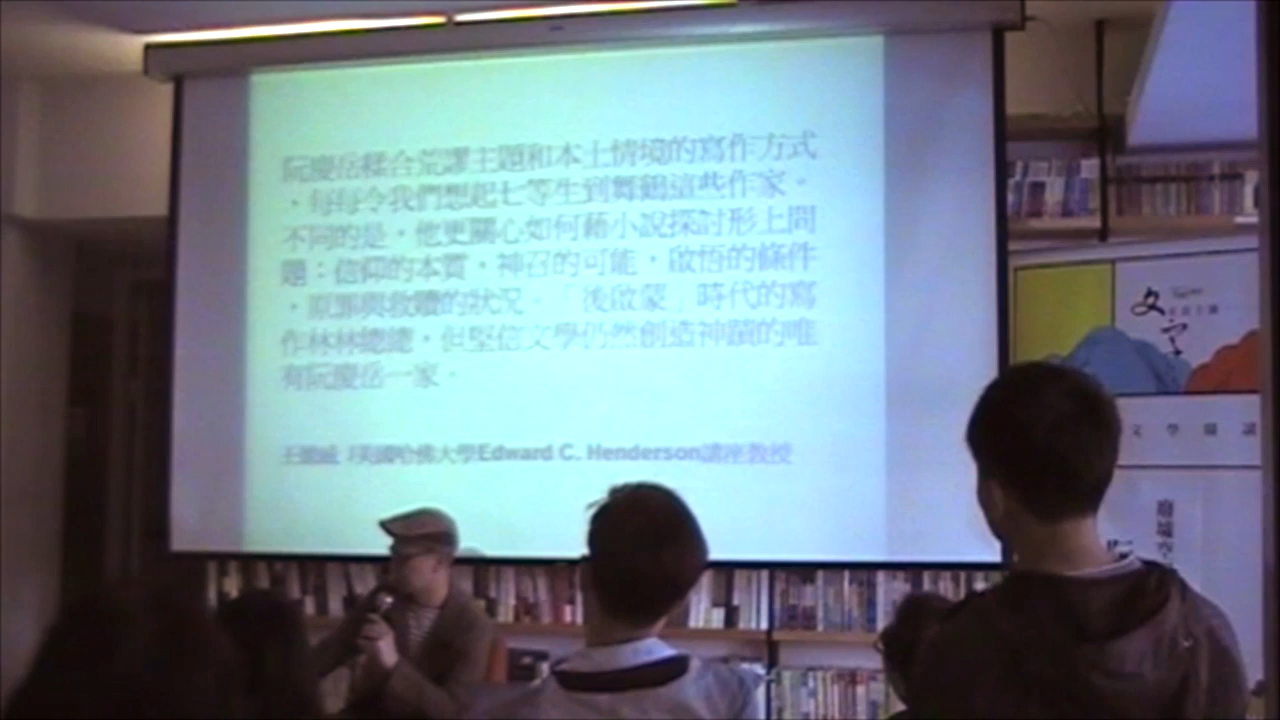 阮慶岳糅合荒謬主題和本土情境的寫作方式
,每每令我們想起七等生到舞鶴這些作家。
不同的是,他更關心如何藉小說探討形上問
題:信仰的本質,神召的可能,啟悟的條件
,原罪與救贖的狀況。「後啟蒙」時代的寫
作林林總總,但堅信文學仍然創造神蹟的唯
有阮慶岳一家。
王德威 美國哈佛大學Edward C. Henderson講座教授
文
字
文 學